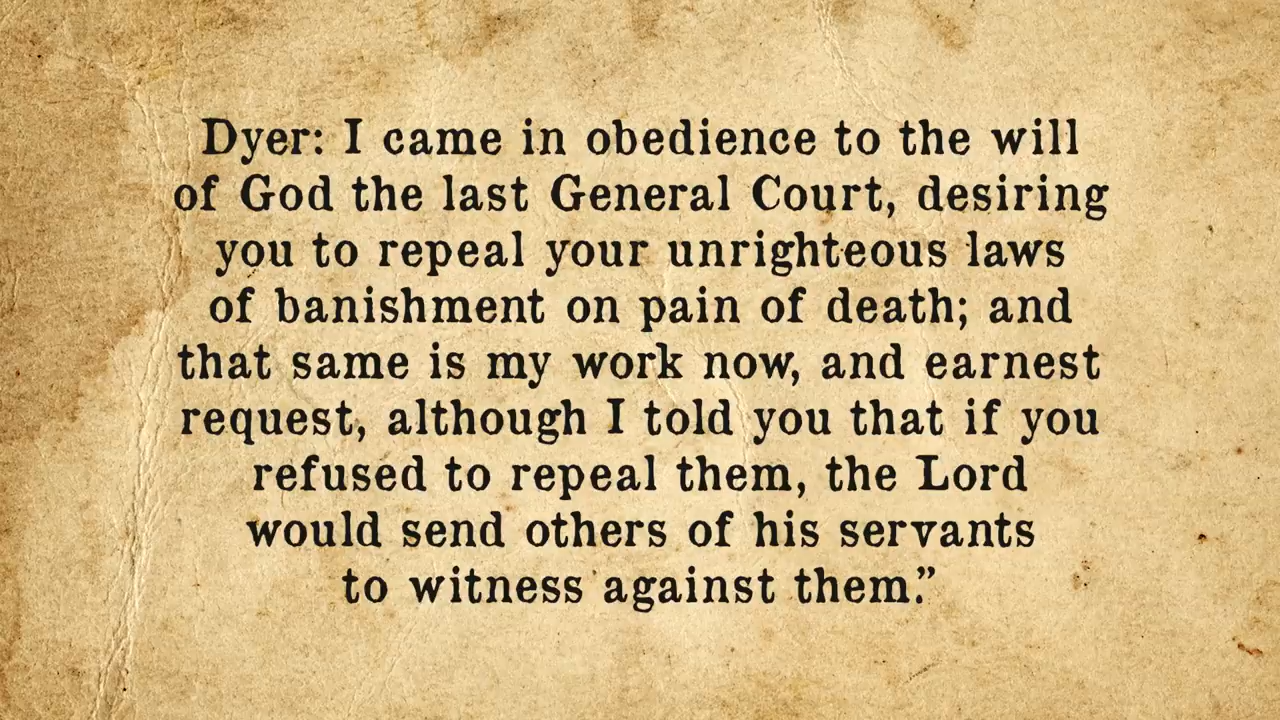 Dyer: I came in obedience to the will
of God the last General Court, desiring
you to repeal your unrighteous laws
of banishment on pain of death; and
that same is my work now, and earnest
request, although I told you that if you
refused to repeal them, the Lord
would send others of his servants
to witness against them.”